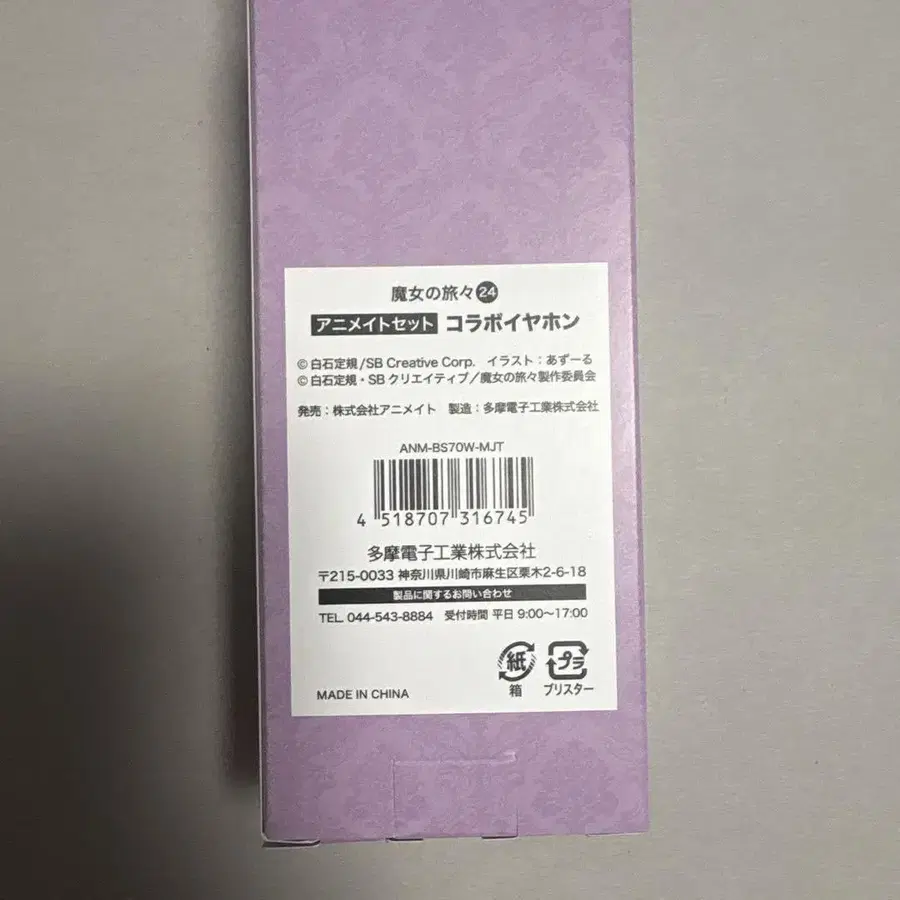 魔女の旅々24
アニメイトセット コラボイヤホン
© 白石定規/SB Creative Corp. イラスト:あずーる
© 白石定規・SBクリエイティブ/魔女の旅々製作委員会
発売:株式会社アニメイト 製造:多摩電子工業株式会社
ANM-BS70W-MJT
4 518707 316745
多摩電子工業株式会社
〒215-0033 神奈川県川崎市麻生区栗木2-6-18
製品に関するお問い合わせ
TEL. 044-543-8884 受付時間 平日 9:00〜17:00
紙 プラ
箱 ブリスター
MADE IN CHINA